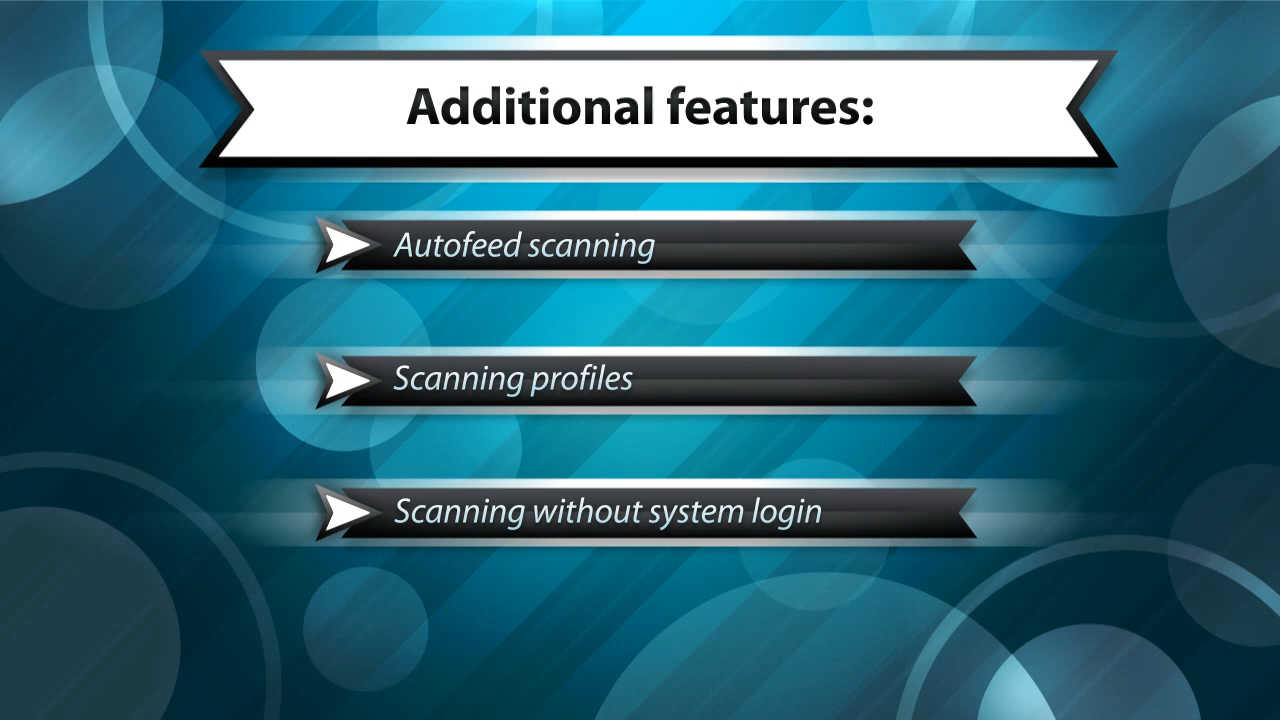 Additional features:
Autofeed scanning
Scanning profiles
Scanning without system login